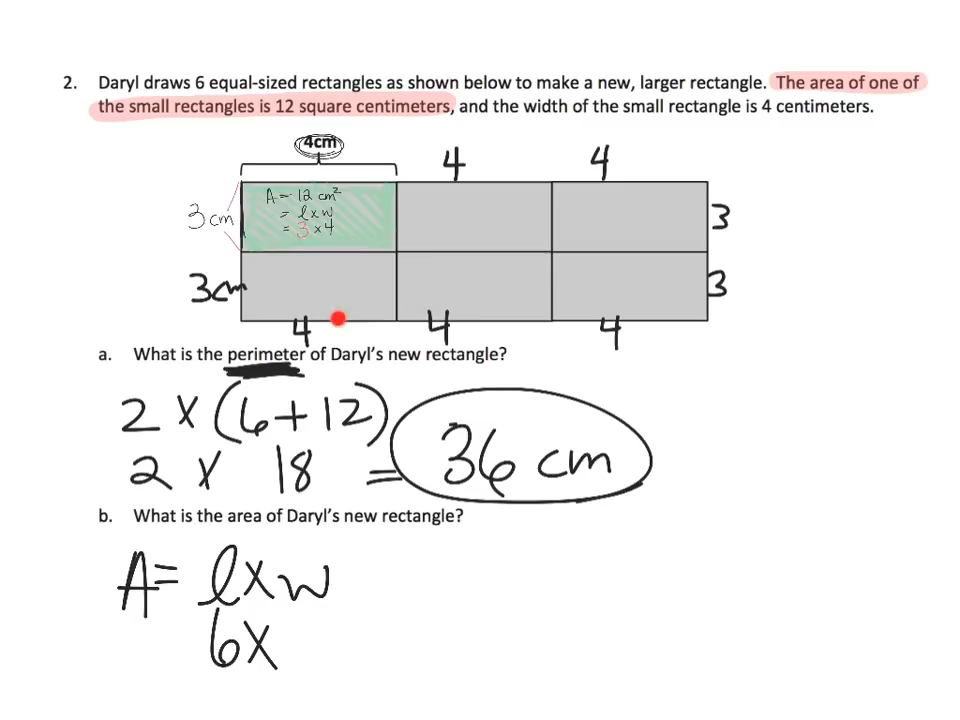 2. Daryl draws 6 equal-sized rectangles as shown below to make a new, larger rectangle. The area of one of
the small rectangles is 12 square centimeters, and the width of the small rectangle is 4 centimeters.
4cm
4 4
A = 12 cm²
= l x w
= 3 x 4
3 cm
3
3cm
3
4 4 4
a. What is the perimeter of Daryl's new rectangle?
2 x (6+12)
2 x 18 = 36 cm
b. What is the area of Daryl's new rectangle?
A = l x w
6x